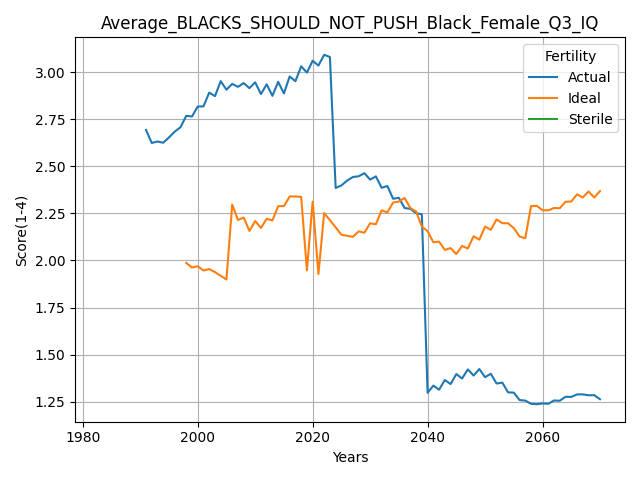 Average_BLACKS_SHOULD_NOT_PUSH_Black_Female_Q3_IQ
Fertility
Actual
Ideal
Sterile
Score(1-4)
3.00
2.75
2.50
2.25
2.00
1.75
1.50
1.25
1980
2000
2020
2040
2060
Years